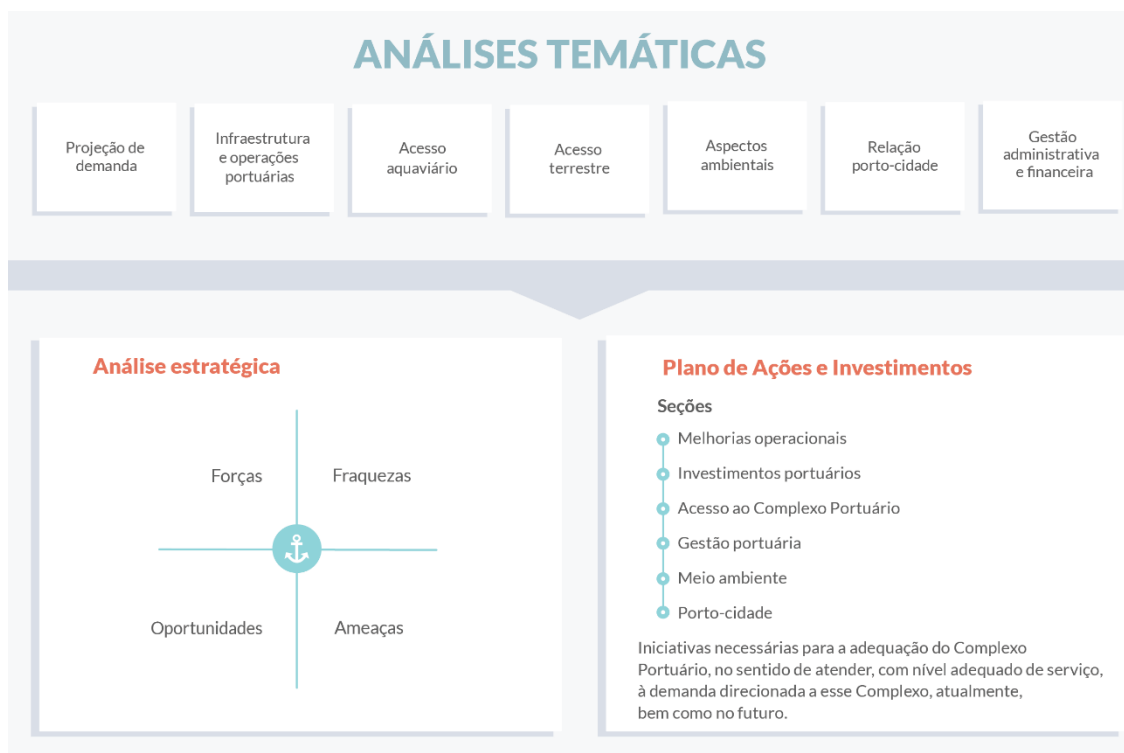 ANÁLISES TEMÁTICAS
Projeção de
demanda
Infraestrutura
e operações
portuárias
Acesso
aquaviário
Acesso
terrestre
Aspectos
ambientais
Relação
porto-cidade
Gestão
administrativa
e financeira
Análise estratégica
Forças
Fraquezas
Oportunidades
Ameaças
Plano de Ações e Investimentos
Seções
Melhorias operacionais
Investimentos portuários
Acesso ao Complexo Portuário
Gestão portuária
Meio ambiente
Porto-cidade
Iniciativas necessárias para a adequação do Complexo
Portuário, no sentido de atender, com nível adequado de serviço,
à demanda direcionada a esse Complexo, atualmente,
bem como no futuro.